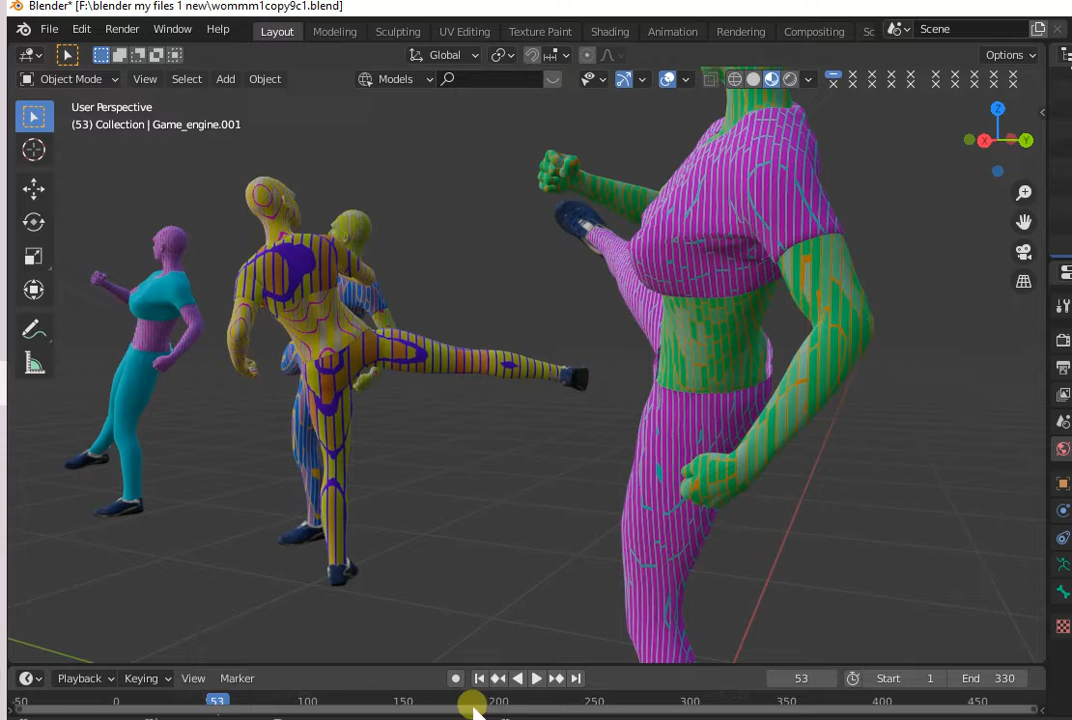 Blender* [F:\blender my files 1 new\wommm1copy9c1.blend]
File Edit Render Window Help Layout Modeling Sculpting UV Editing Texture Paint Shading Animation Rendering Compositing Sc Scene
Global Options
Object Mode View Select Add Object Models
User Perspective
(53) Collection | Game_engine.001
Z
X Y
Playback Keying View Marker 53 Start 1 End 330
-50 0 53 100 150 200 250 300 350 400 450